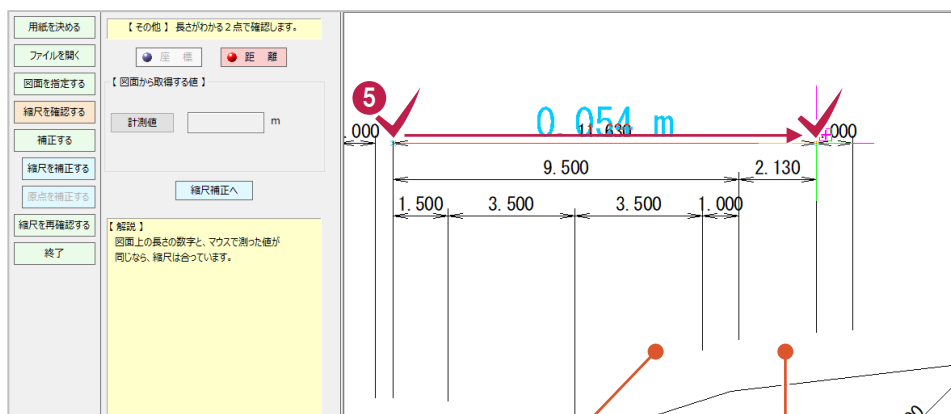 用紙を決める
ファイルを開く
図面を指定する
縮尺を確認する
補正する
縮尺を補正する
原点を補正する
縮尺を再確認する
終了
【その他】長さがわかる2点で確認します。
座 標
距 離
【図面から取得する値】
計測値
m
縮尺補正へ
【解説】
図面上の長さの数字と、マウスで測った値が
同じなら、縮尺は合っています。
5
0.054 m
.000 11.630 000
9.500 2.130
1.500 3.500 3.500 1.000